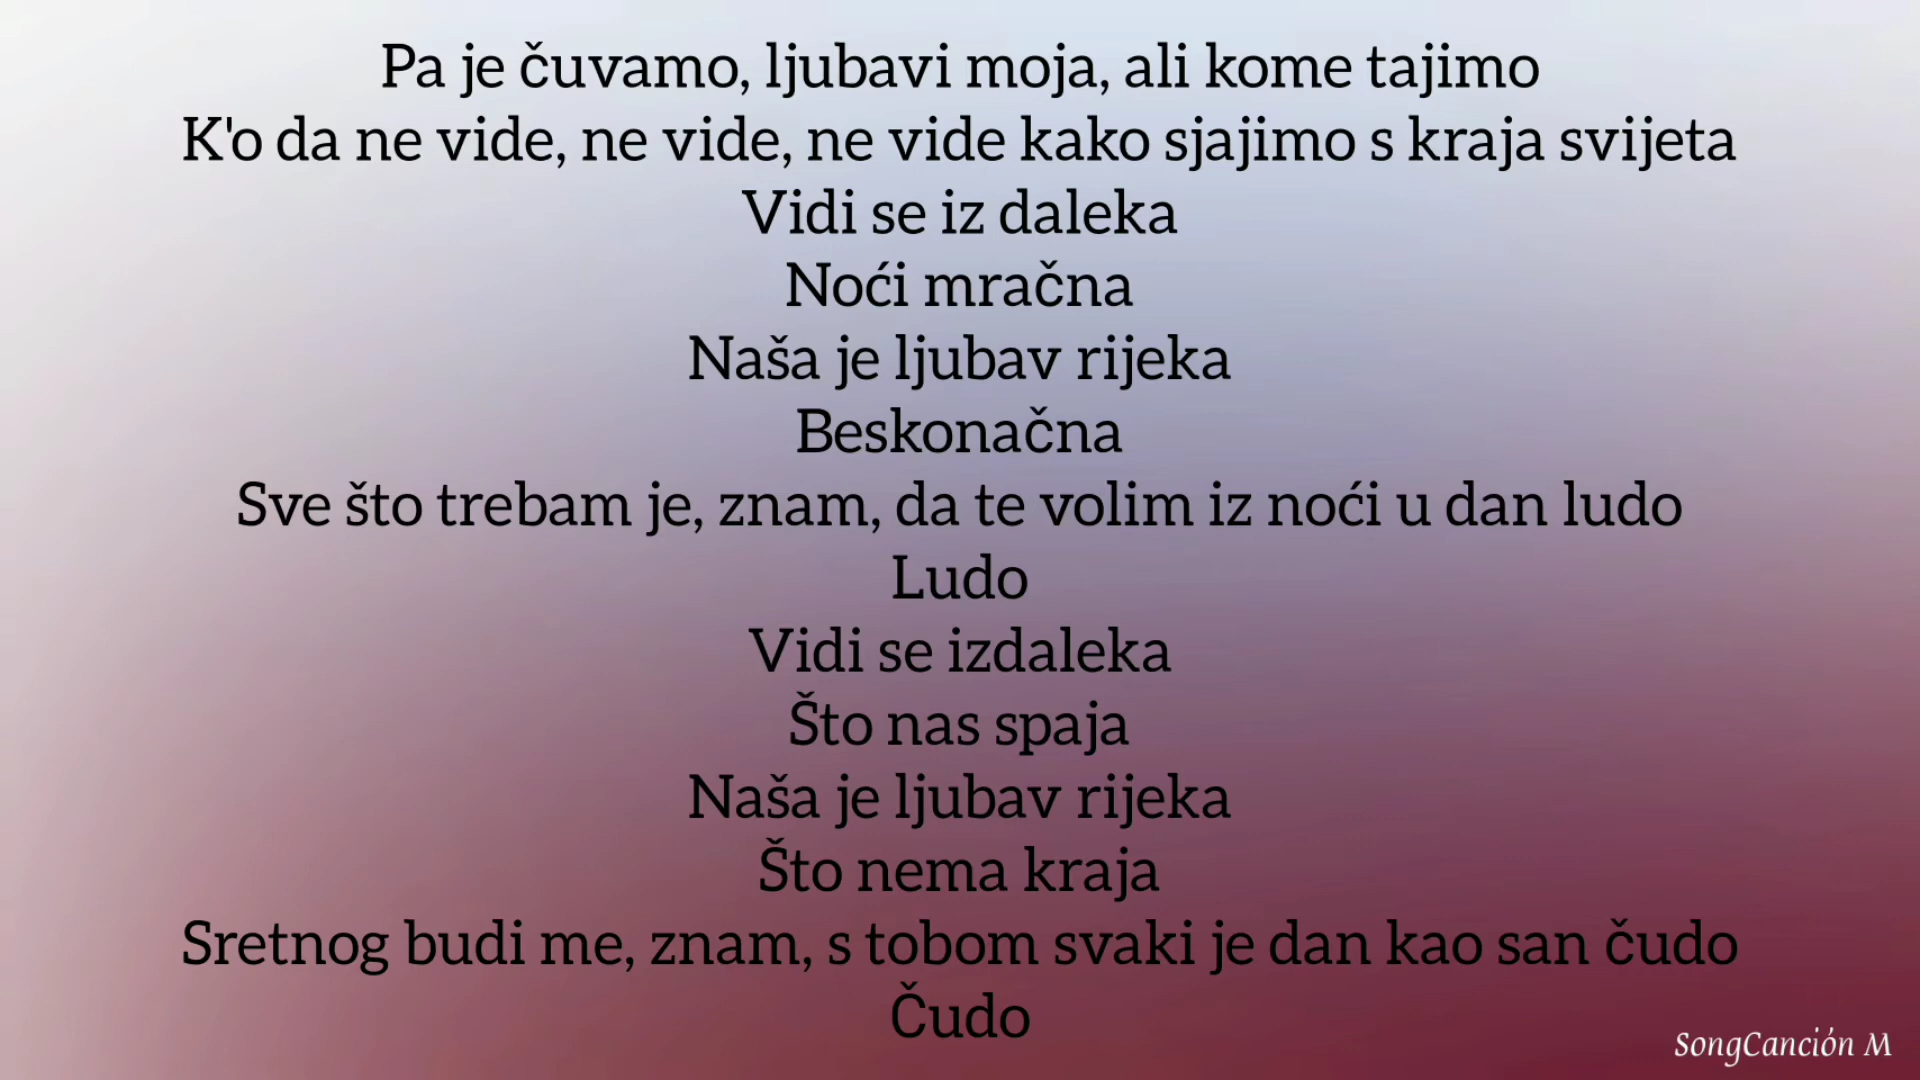 Pa je čuvamo, ljubavi moja, ali kome tajimo
K'o da ne vide, ne vide, ne vide kako sjajimo s kraja svijeta
Vidi se iz daleka
Noći mračna
Naša je ljubav rijeka
Beskonačna
Sve što trebam je, znam, da te volim iz noći u dan ludo
Ludo
Vidi se izdaleka
Što nas spaja
Naša je ljubav rijeka
Što nema kraja
Sretnog budi me, znam, s tobom svaki je dan kao san čudo
Čudo
SongCanción M